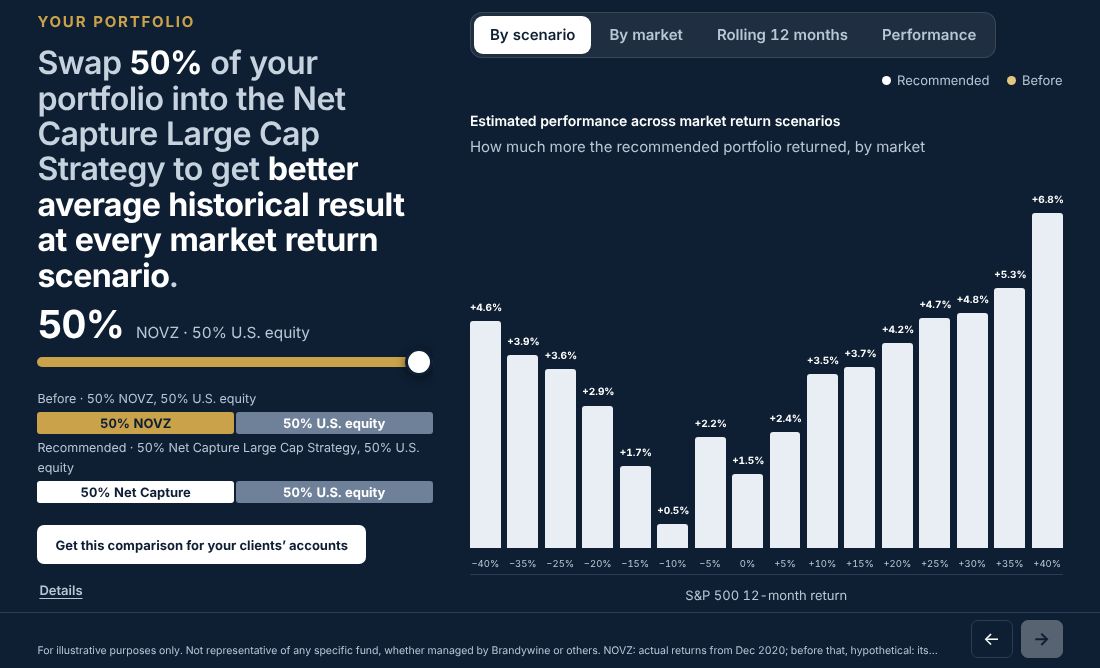 YOUR PORTFOLIO
Swap 50% of your
portfolio into the Net
Capture Large Cap
Strategy to get better
average historical result
at every market return
scenario.
50% NOVZ · 50% U.S. equity
Before · 50% NOVZ, 50% U.S. equity
50% NOVZ 50% U.S. equity
Recommended · 50% Net Capture Large Cap Strategy, 50% U.S.
equity
50% Net Capture 50% U.S. equity
Get this comparison for your clients’ accounts
Details
By scenario By market Rolling 12 months Performance
Recommended Before
Estimated performance across market return scenarios
How much more the recommended portfolio returned, by market
+4.6% +3.9% +3.6% +2.9% +1.7% +0.5% +2.2% +1.5% +2.4% +3.5% +3.7% +4.2% +4.7% +4.8% +5.3% +6.8%
−40% −35% −25% −20% −15% −10% −5% 0% +5% +10% +15% +20% +25% +30% +35% +40%
S&P 500 12-month return
For illustrative purposes only. Not representative of any specific fund, whether managed by Brandywine or others. NOVZ: actual returns from Dec 2020; before that, hypothetical: its…